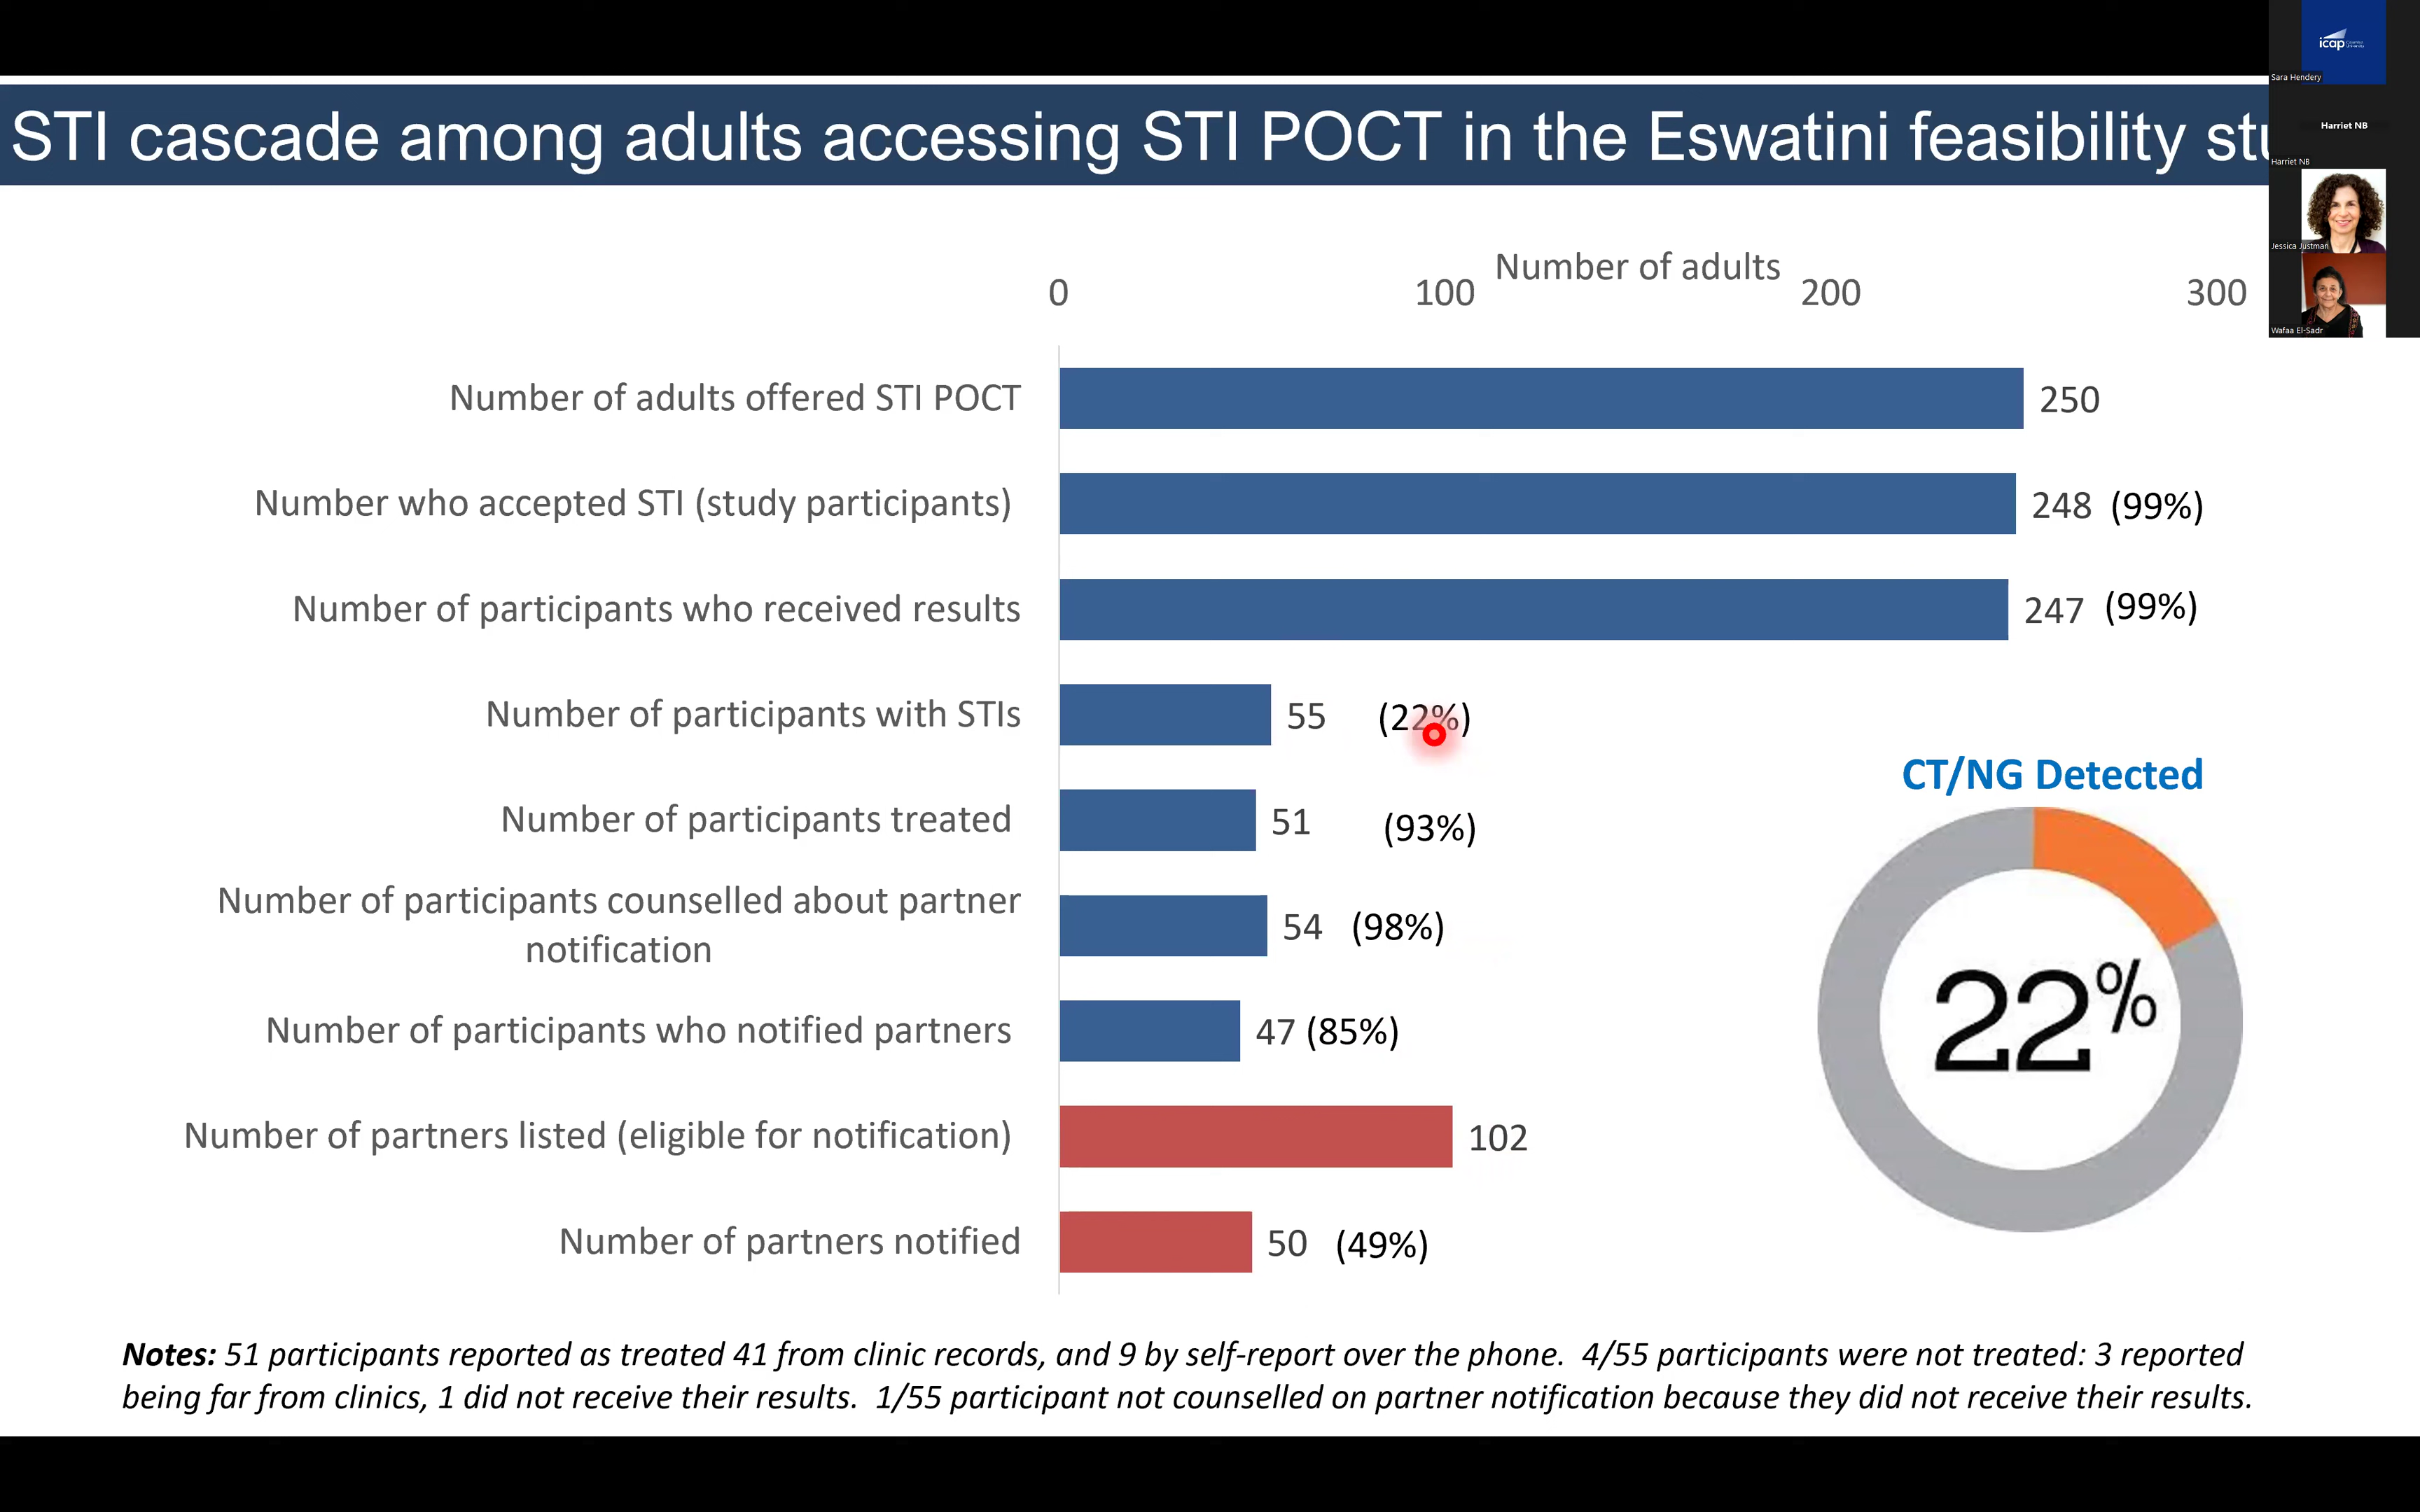 icap
Sara Hendery
STI cascade among adults accessing STI POCT in the Eswatini feasibility stu
Harriet NB
Harriet NB
Jessica Justman
Wafaa El-Sadr
Number of adults
0 100 200 300
Number of adults offered STI POCT 250
Number who accepted STI (study participants) 248 (99%)
Number of participants who received results 247 (99%)
Number of participants with STIs 55 (22%)
Number of participants treated 51 (93%)
Number of participants counselled about partner
notification 54 (98%)
Number of participants who notified partners 47 (85%)
Number of partners listed (eligible for notification) 102
Number of partners notified 50 (49%)
CT/NG Detected
22%
Notes: 51 participants reported as treated 41 from clinic records, and 9 by self-report over the phone. 4/55 participants were not treated: 3 reported
being far from clinics, 1 did not receive their results. 1/55 participant not counselled on partner notification because they did not receive their results.